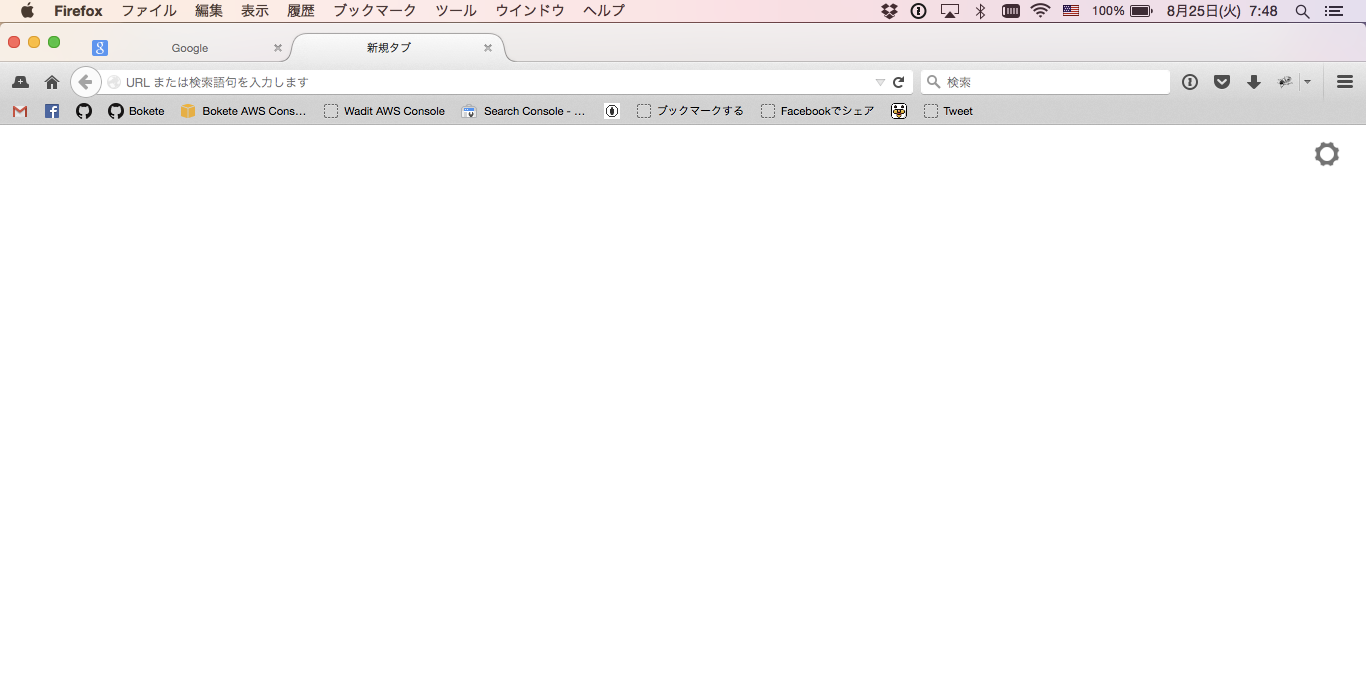 Firefox ファイル 編集 表示 履歴 ブックマーク ツール ウインドウ ヘルプ 100% 8月25日(火) 7:48
Google 新規タブ
URL または検索語句を入力します 検索
Bokete Bokete AWS Cons... Wadit AWS Console Search Console - ... ブックマークする Facebookでシェア Tweet